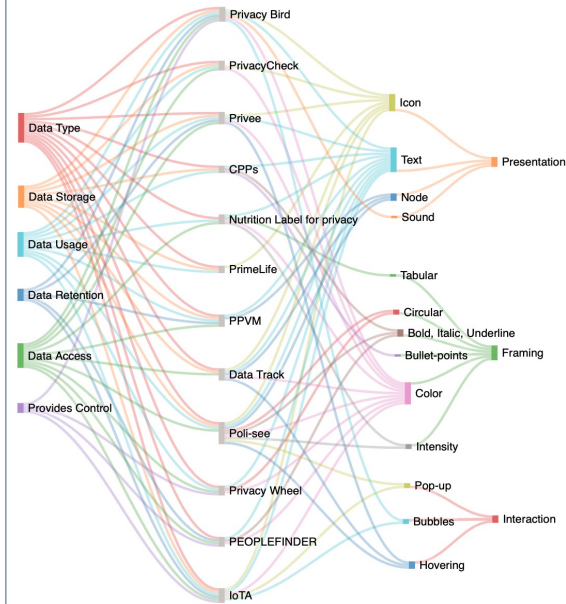 Data Type
Data Storage
Data Usage
Data Retention
Data Access
Provides Control
Privacy Bird
PrivacyCheck
Privee
CPPs
Nutrition Label for privacy
PrimeLife
PPVM
Data Track
Poli-see
Privacy Wheel
PEOPLEFINDER
IoTA
Icon
Text
Node
Sound
Tabular
Circular
Bold, Italic, Underline
Bullet-points
Color
Intensity
Pop-up
Bubbles
Hovering
Presentation
Framing
Interaction